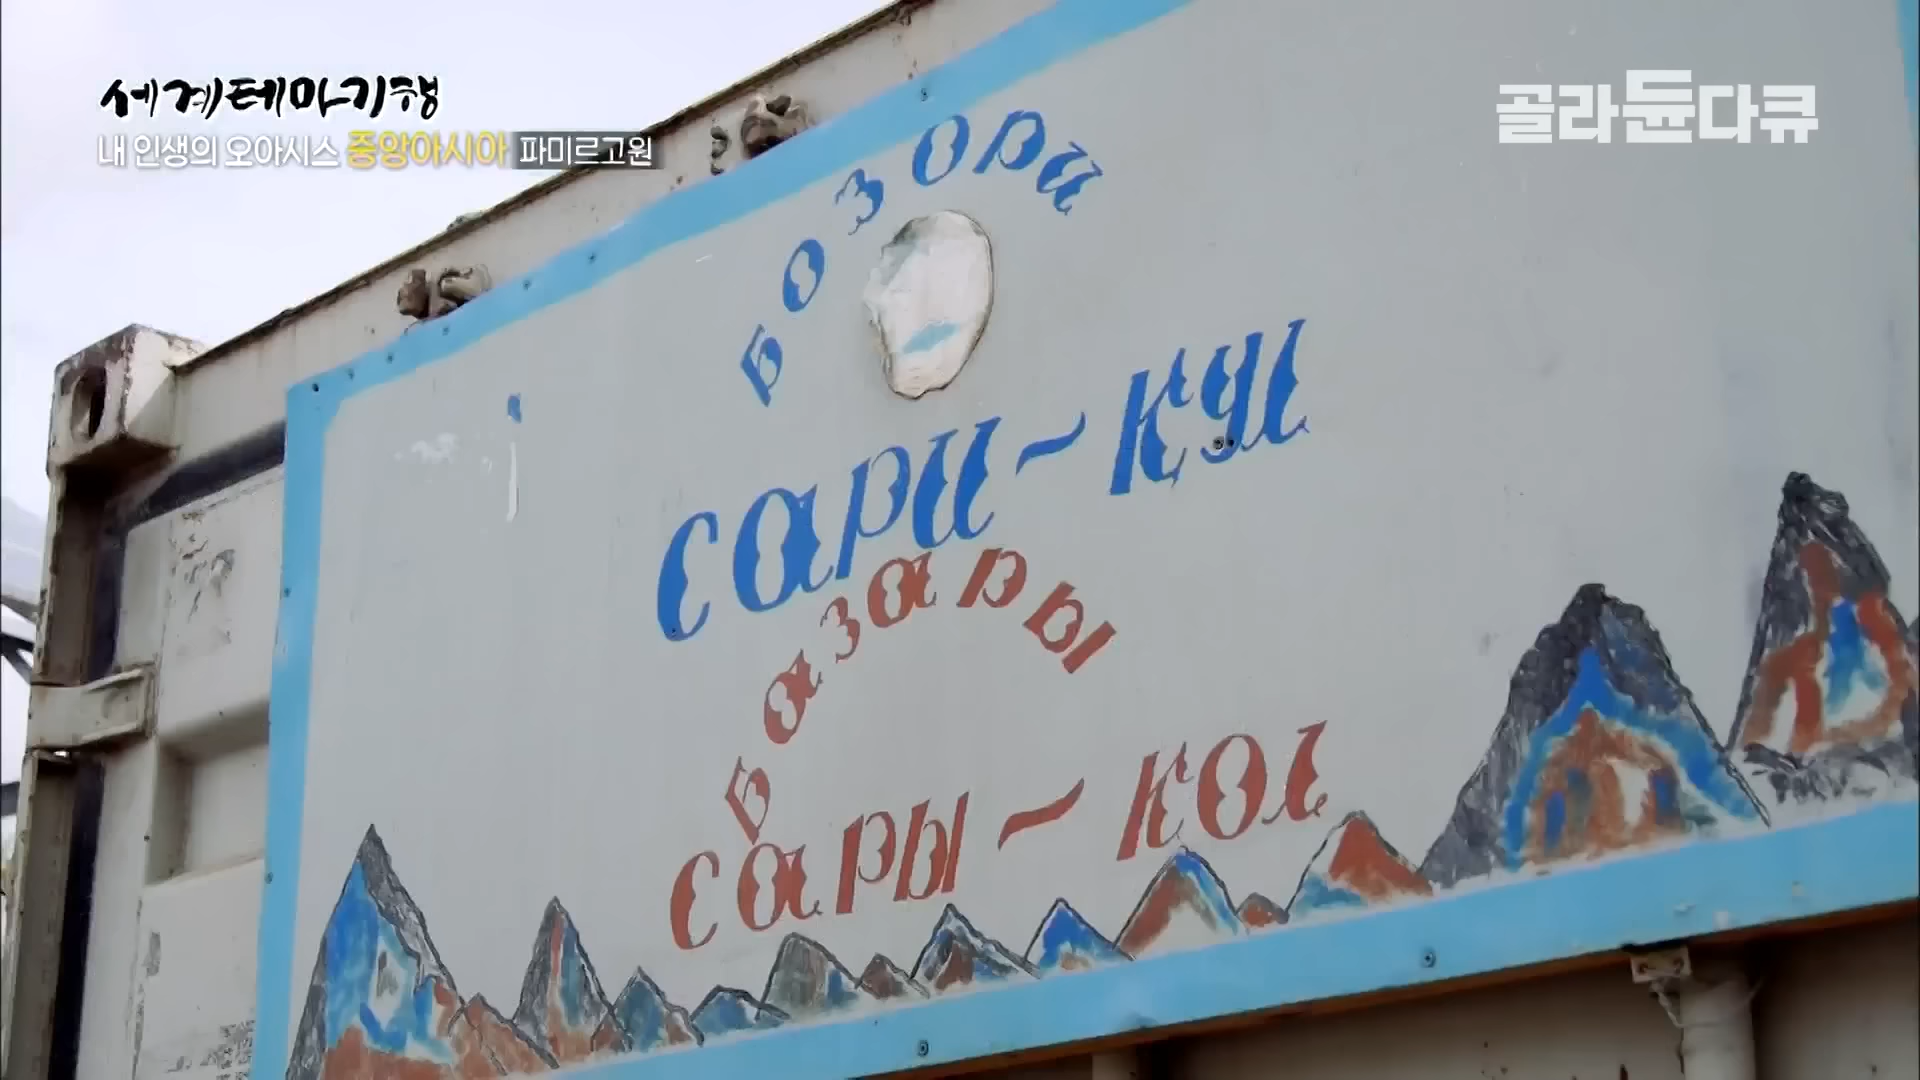 세계테마기행
내 인생의 오아시스 중앙아시아 파미르고원
골라듄다큐
БОЗОРИ
САРИ-КУЛ
БАЗАРЫ
САРЫ-КОЛ